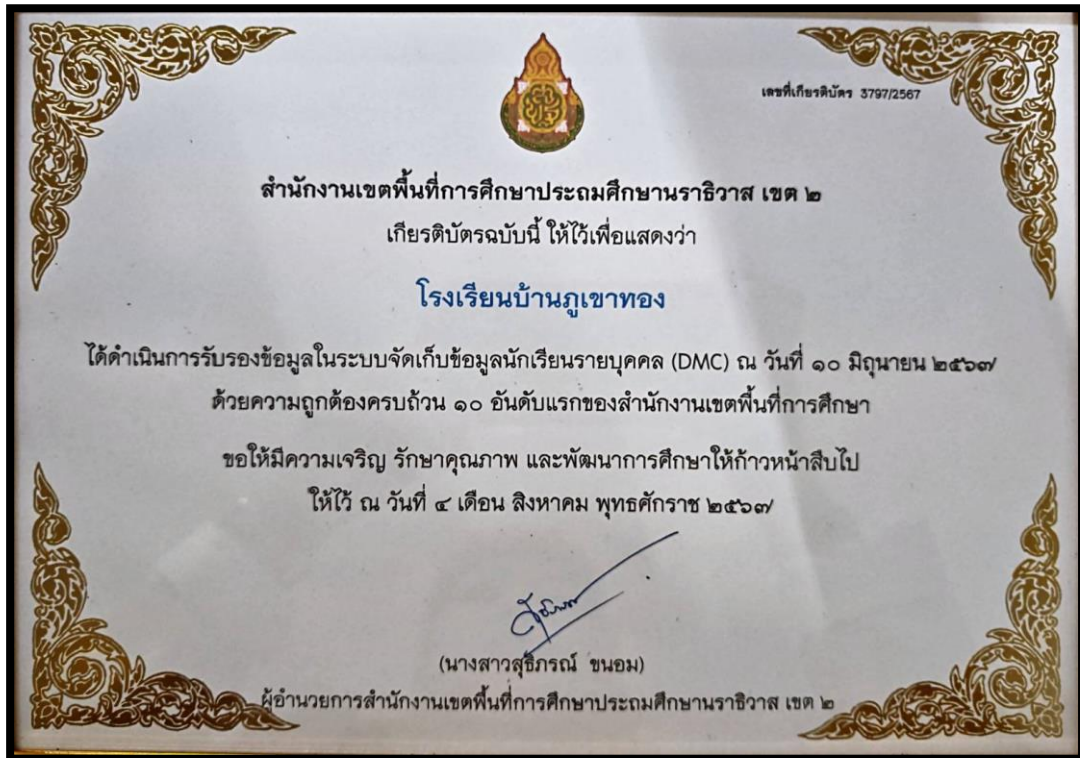 เลขที่เกียรติบัตร 3797/2567
สำนักงานเขตพื้นที่การศึกษาประถมศึกษานราธิวาส เขต ๒
เกียรติบัตรฉบับนี้ ให้ไว้เพื่อแสดงว่า
โรงเรียนบ้านภูเขาทอง
ได้ดำเนินการรับรองข้อมูลในระบบจัดเก็บข้อมูลนักเรียนรายบุคคล (DMC) ณ วันที่ ๑๐ มิถุนายน ๒๕๖๗
ด้วยความถูกต้องครบถ้วน ๑๐ อันดับแรกของสำนักงานเขตพื้นที่การศึกษา
ขอให้มีความเจริญ รักษาคุณภาพ และพัฒนาการศึกษาให้ก้าวหน้าสืบไป
ให้ไว้ ณ วันที่ ๔ เดือน สิงหาคม พุทธศักราช ๒๕๖๗
(นางสาวสุธิภรณ์ ขนอม)
ผู้อำนวยการสำนักงานเขตพื้นที่การศึกษาประถมศึกษานราธิวาส เขต ๒